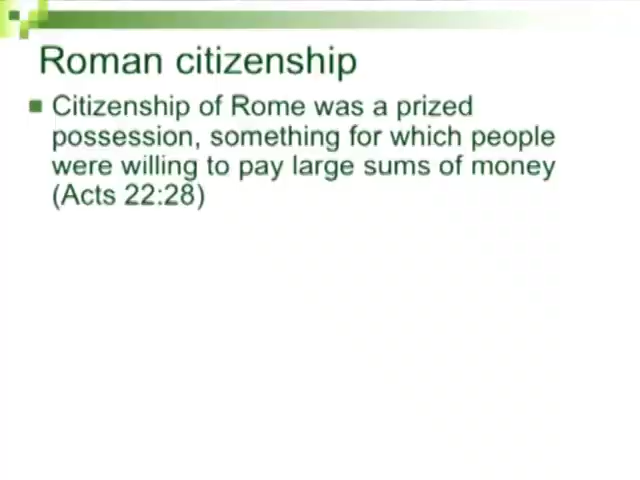 Roman citizenship
Citizenship of Rome was a prized
possession, something for which people
were willing to pay large sums of money
(Acts 22:28)